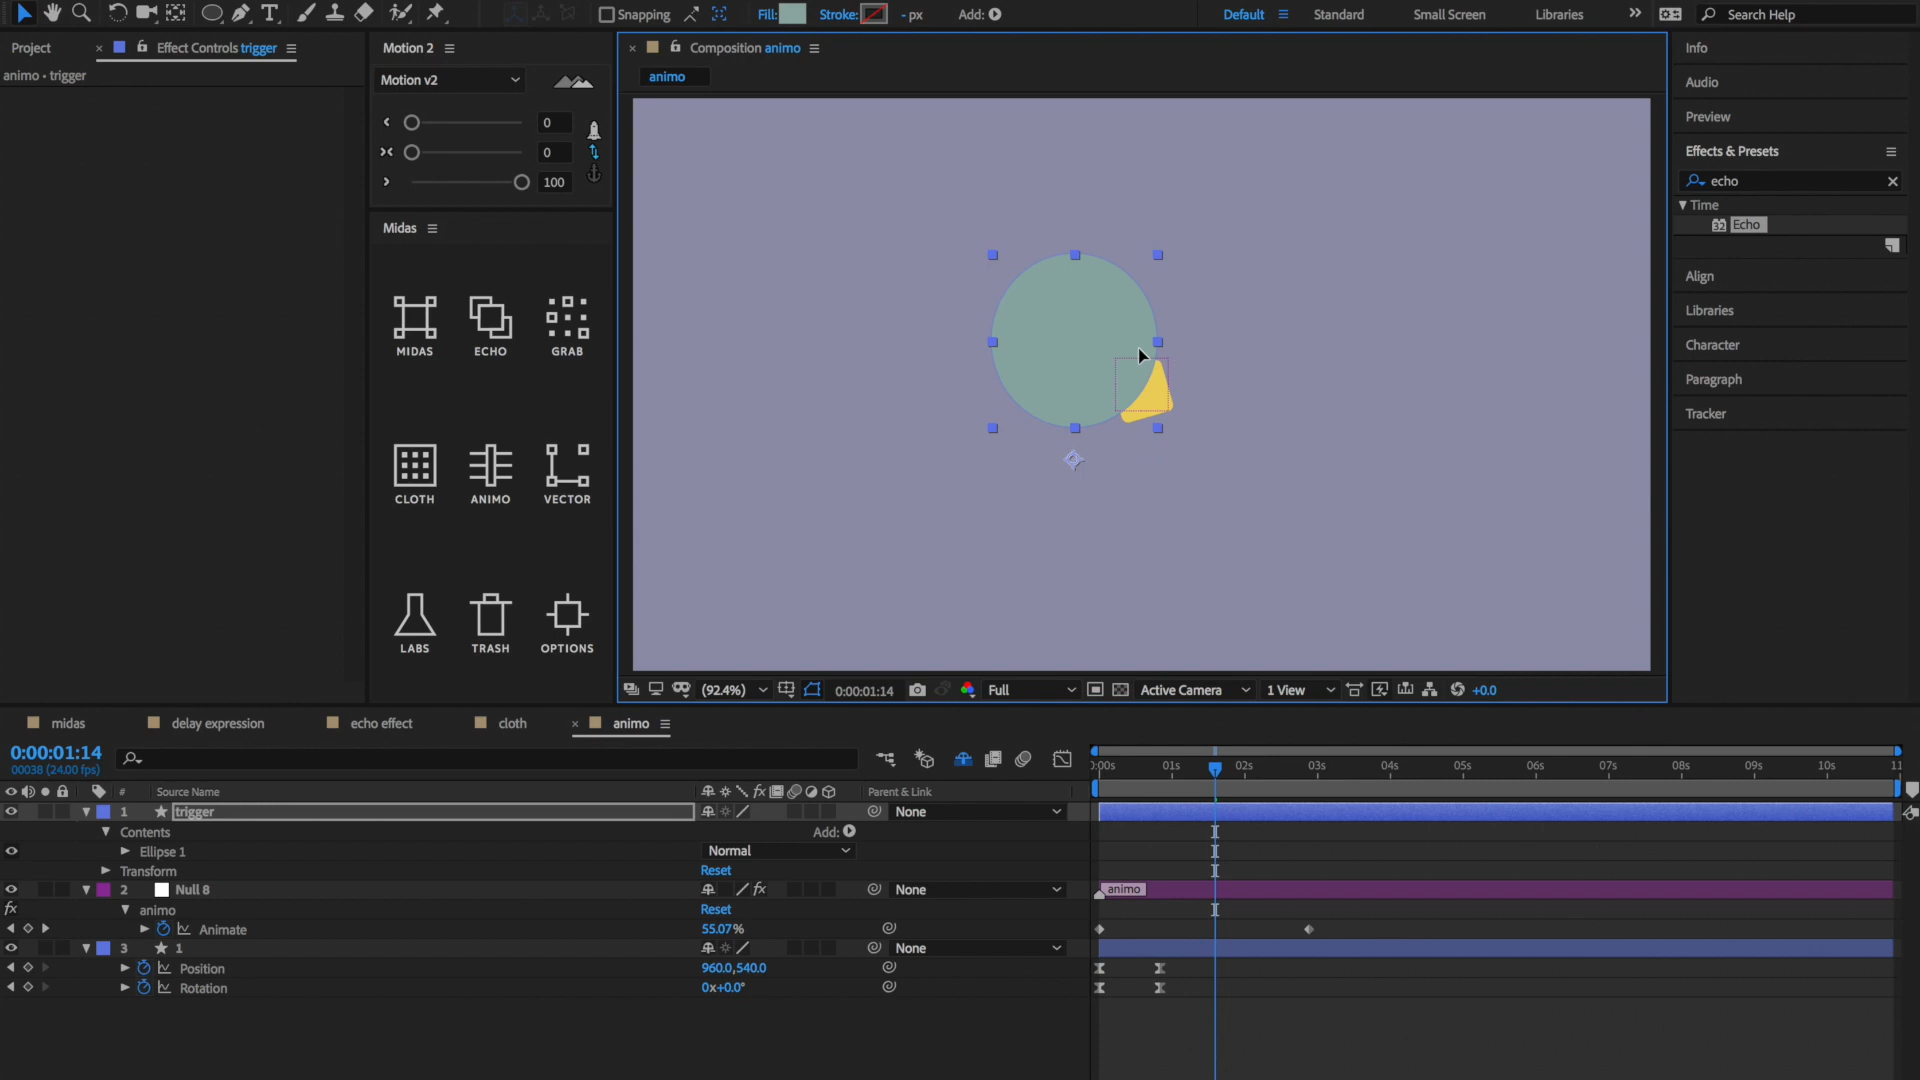 Snapping Fill: Stroke: - px Add: Default Standard Small Screen Libraries Search Help
Project Effect Controls trigger Motion 2 Composition animo Info
animo • trigger Motion v2 animo Audio
0 Preview
0 Effects & Presets
100 echo
Time
Midas Echo
MIDAS ECHO GRAB Align
Libraries
Character
Paragraph
Tracker
CLOTH ANIMO VECTOR
LABS TRASH OPTIONS
(92.4%) 0:00:01:14 Full Active Camera 1 View +0.0
midas delay expression echo effect cloth animo
0:00:01:14
00038 (24.00 fps) 0:00s 01s 02s 03s 04s 05s 06s 07s 08s 09s 10s 11
# Source Name Parent & Link
1 trigger None
Contents Add:
Ellipse 1 Normal
Transform Reset
2 Null 8 None animo
animo Reset
Animate 55.07%
3 1 None
Position 960.0,540.0
Rotation 0x+0.0°